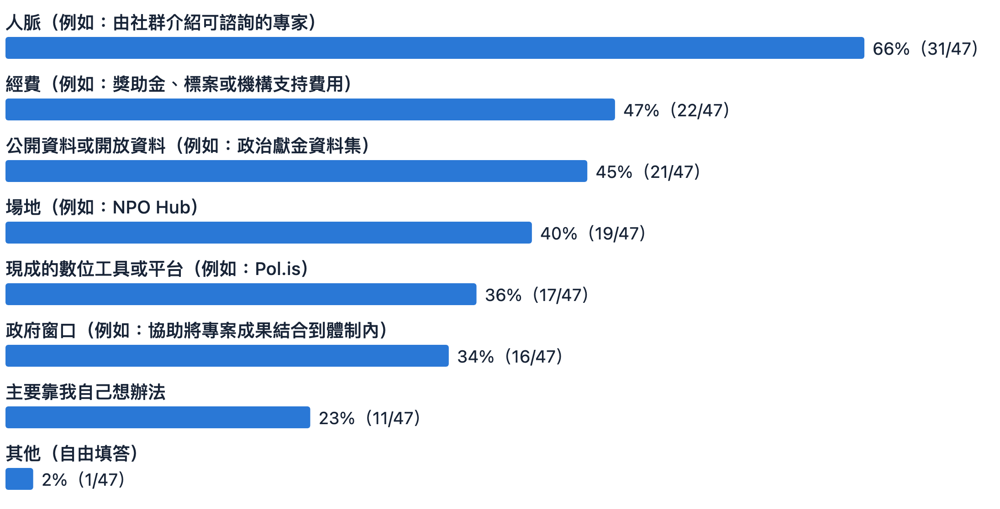 人脈（例如：由社群介紹可諮詢的專家）
66%（31/47）
經費（例如：獎助金、標案或機構支持費用）
47%（22/47）
公開資料或開放資料（例如：政治獻金資料集）
45%（21/47）
場地（例如：NPO Hub）
40%（19/47）
現成的數位工具或平台（例如：Pol.is）
36%（17/47）
政府窗口（例如：協助將專案成果結合到體制內）
34%（16/47）
主要靠我自己想辦法
23%（11/47）
其他（自由填答）
2%（1/47）